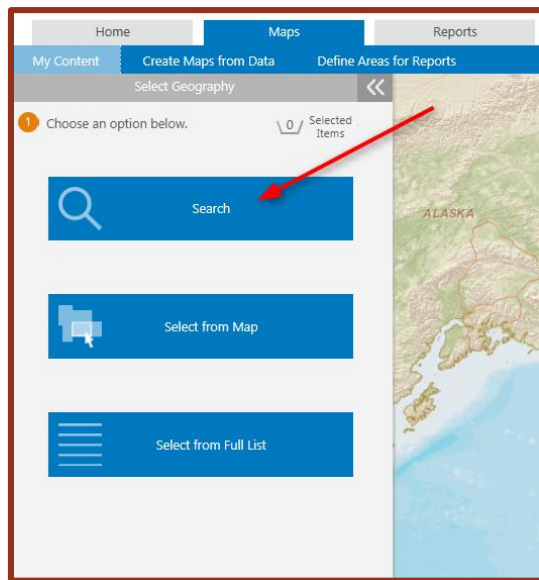 Home Maps Reports
My Content Create Maps from Data Define Areas for Reports
Select Geography
1 Choose an option below. 0 Selected Items
Search
ALASKA
Select from Map
Select from Full List